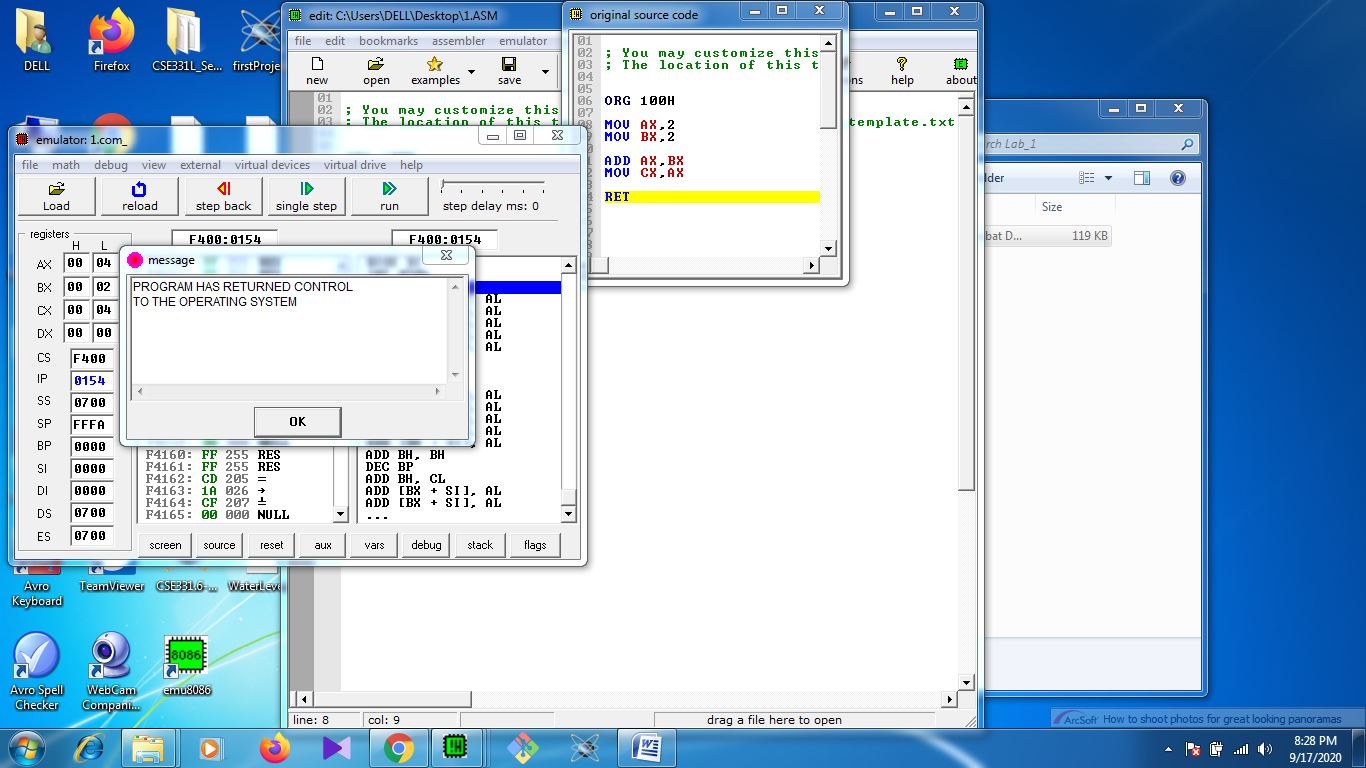 DELL
Firefox
CSE331L_Se...
firstProje
edit: C:\Users\DELL\Desktop\1.ASM
file edit bookmarks assembler emulator
new open examples save help about
01
02 ; You may customize this
03 ; The location of this t
template.txt
original source code
01
02 ; You may customize this
03 ; The location of this t
04
05
06 ORG 100H
07
MOV AX,2
MOV BX,2
ADD AX,BX
MOV CX,AX
RET
Lab_1
Size
119 KB
emulator: 1.com_
file math debug view external virtual devices virtual drive help
Load reload step back single step run step delay ms: 0
registers
H L
F400:0154 F400:0154
AX 00 04
BX 00 02
CX 00 04
DX 00 00
CS F400
IP 0154
SS 0700
SP FFFA
BP 0000
SI 0000
DI 0000
DS 0700
ES 0700
message
PROGRAM HAS RETURNED CONTROL
TO THE OPERATING SYSTEM
OK
AL
AL
AL
AL
AL
AL
AL
AL
AL
AL
F4160: FF 255 RES ADD BH, BH
F4161: FF 255 RES DEC BP
F4162: CD 205 = ADD BH, CL
F4163: 1A 026 → ADD [BX + SI], AL
F4164: CF 207 ╧ ADD [BX + SI], AL
F4165: 00 000 NULL ...
screen source reset aux vars debug stack flags
Avro
Keyboard
TeamViewer
CSE331.6-...
WaterLeve
Avro Spell
Checker
WebCam
Compani...
8086
emu8086
line: 8 col: 9 drag a file here to open
ArcSoft How to shoot photos for great looking panoramas
8:28 PM
9/17/2020